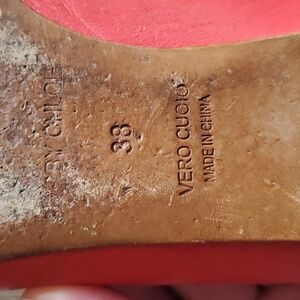 BY CHLOE
38
VERO CUOIO
MADE IN CHINA